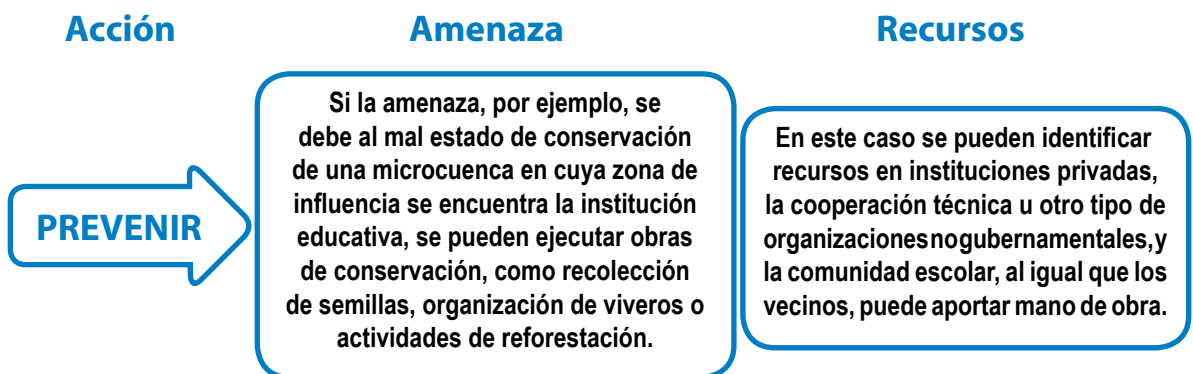 Acción
Amenaza
Recursos
PREVENIR
Si la amenaza, por ejemplo, se
debe al mal estado de conservación
de una microcuenca en cuya zona de
influencia se encuentra la institución
educativa, se pueden ejecutar obras
de conservación, como recolección
de semillas, organización de viveros o
actividades de reforestación.
En este caso se pueden identificar
recursos en instituciones privadas,
la cooperación técnica u otro tipo de
organizaciones no gubernamentales, y
la comunidad escolar, al igual que los
vecinos, puede aportar mano de obra.